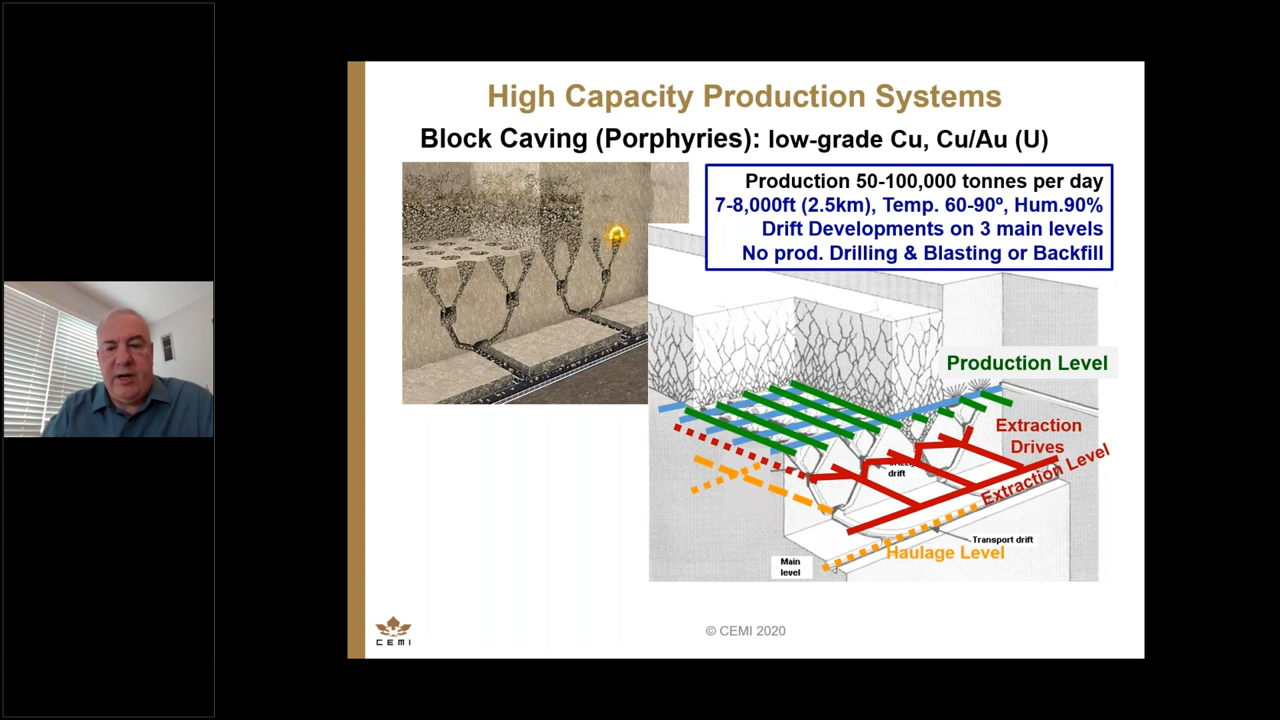 High Capacity Production Systems
Block Caving (Porphyries): low-grade Cu, Cu/Au (U)
Production 50-100,000 tonnes per day
7-8,000ft (2.5km), Temp. 60-90º, Hum.90%
Drift Developments on 3 main levels
No prod. Drilling & Blasting or Backfill
Production Level
Extraction
Drives
Extraction Level
drift
Transport drift
Haulage Level
Main
level
CEMI
© CEMI 2020